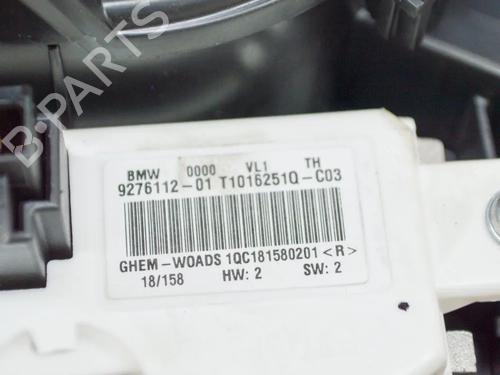 B-PARTS
BMW 0000 VL1 TH
9276112-01 T1016251Q-C03
GHEM-WOADS 1QC181580201 <R>
18/158 HW: 2 SW: 2